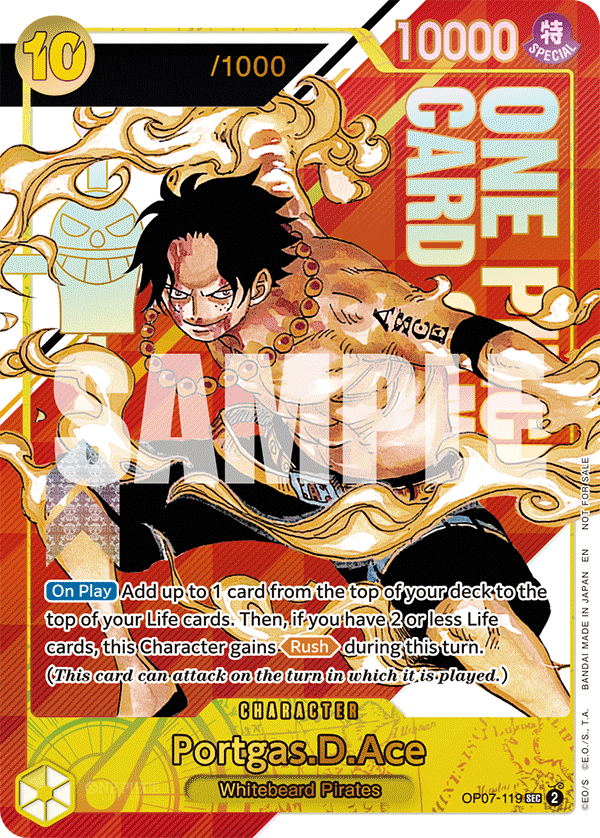 10
/1000
10000
特
SPECIAL
ONE PIECE
CARD G
SAMPLE
On Play Add up to 1 card from the top of your deck to the
top of your Life cards. Then, if you have 2 or less Life
cards, this Character gains Rush during this turn.
(This card can attack on the turn in which it is played.)
CHARACTER
Portgas.D.Ace
Whitebeard Pirates
OP07-119 SEC 2
©E.O/S ©E.O./S., T.A. BANDAI MADE IN JAPAN EN NOT FOR SALE